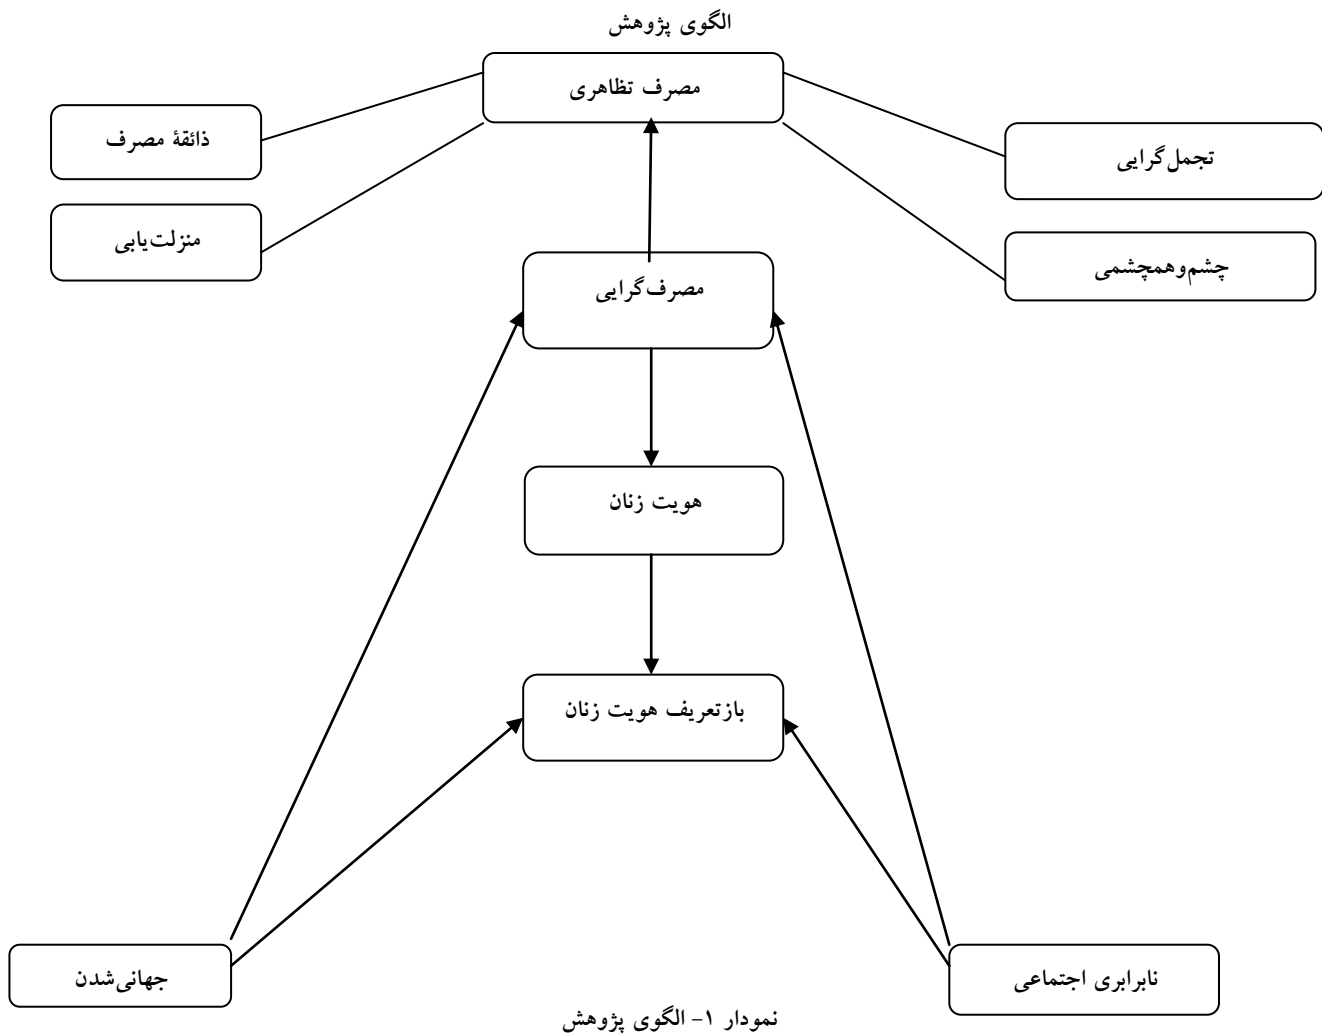 الگوی پژوهش
مصرف تظاهری
تجمل‌گرایی
ذائقۀ مصرف
چشم‌وهمچشمی
منزلت‌یابی
مصرف‌گرایی
هویت زنان
بازتعریف هویت زنان
نابرابری اجتماعی
جهانی‌شدن
نمودار ۱- الگوی پژوهش